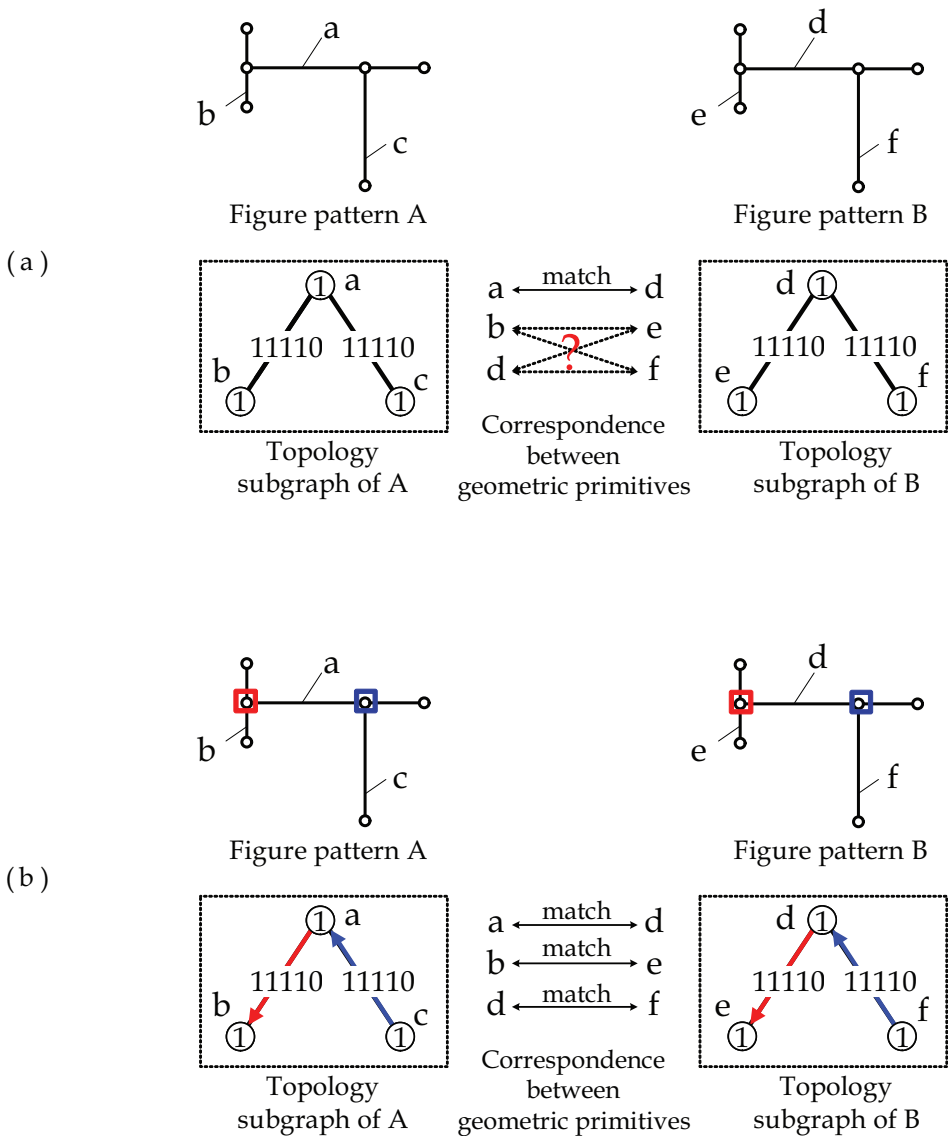 a
b
c
Figure pattern A
d
e
f
Figure pattern B
(a)
1 a
11110 11110
b 1
c 1
Topology
subgraph of A
a match d
b e
?
d f
Correspondence
between
geometric primitives
d 1
11110 11110
e 1
f 1
Topology
subgraph of B
a
b
c
Figure pattern A
d
e
f
Figure pattern B
(b)
1 a
11110 11110
b 1
c 1
Topology
subgraph of A
a match d
b match e
d match f
Correspondence
between
geometric primitives
d 1
11110 11110
e 1
f 1
Topology
subgraph of B